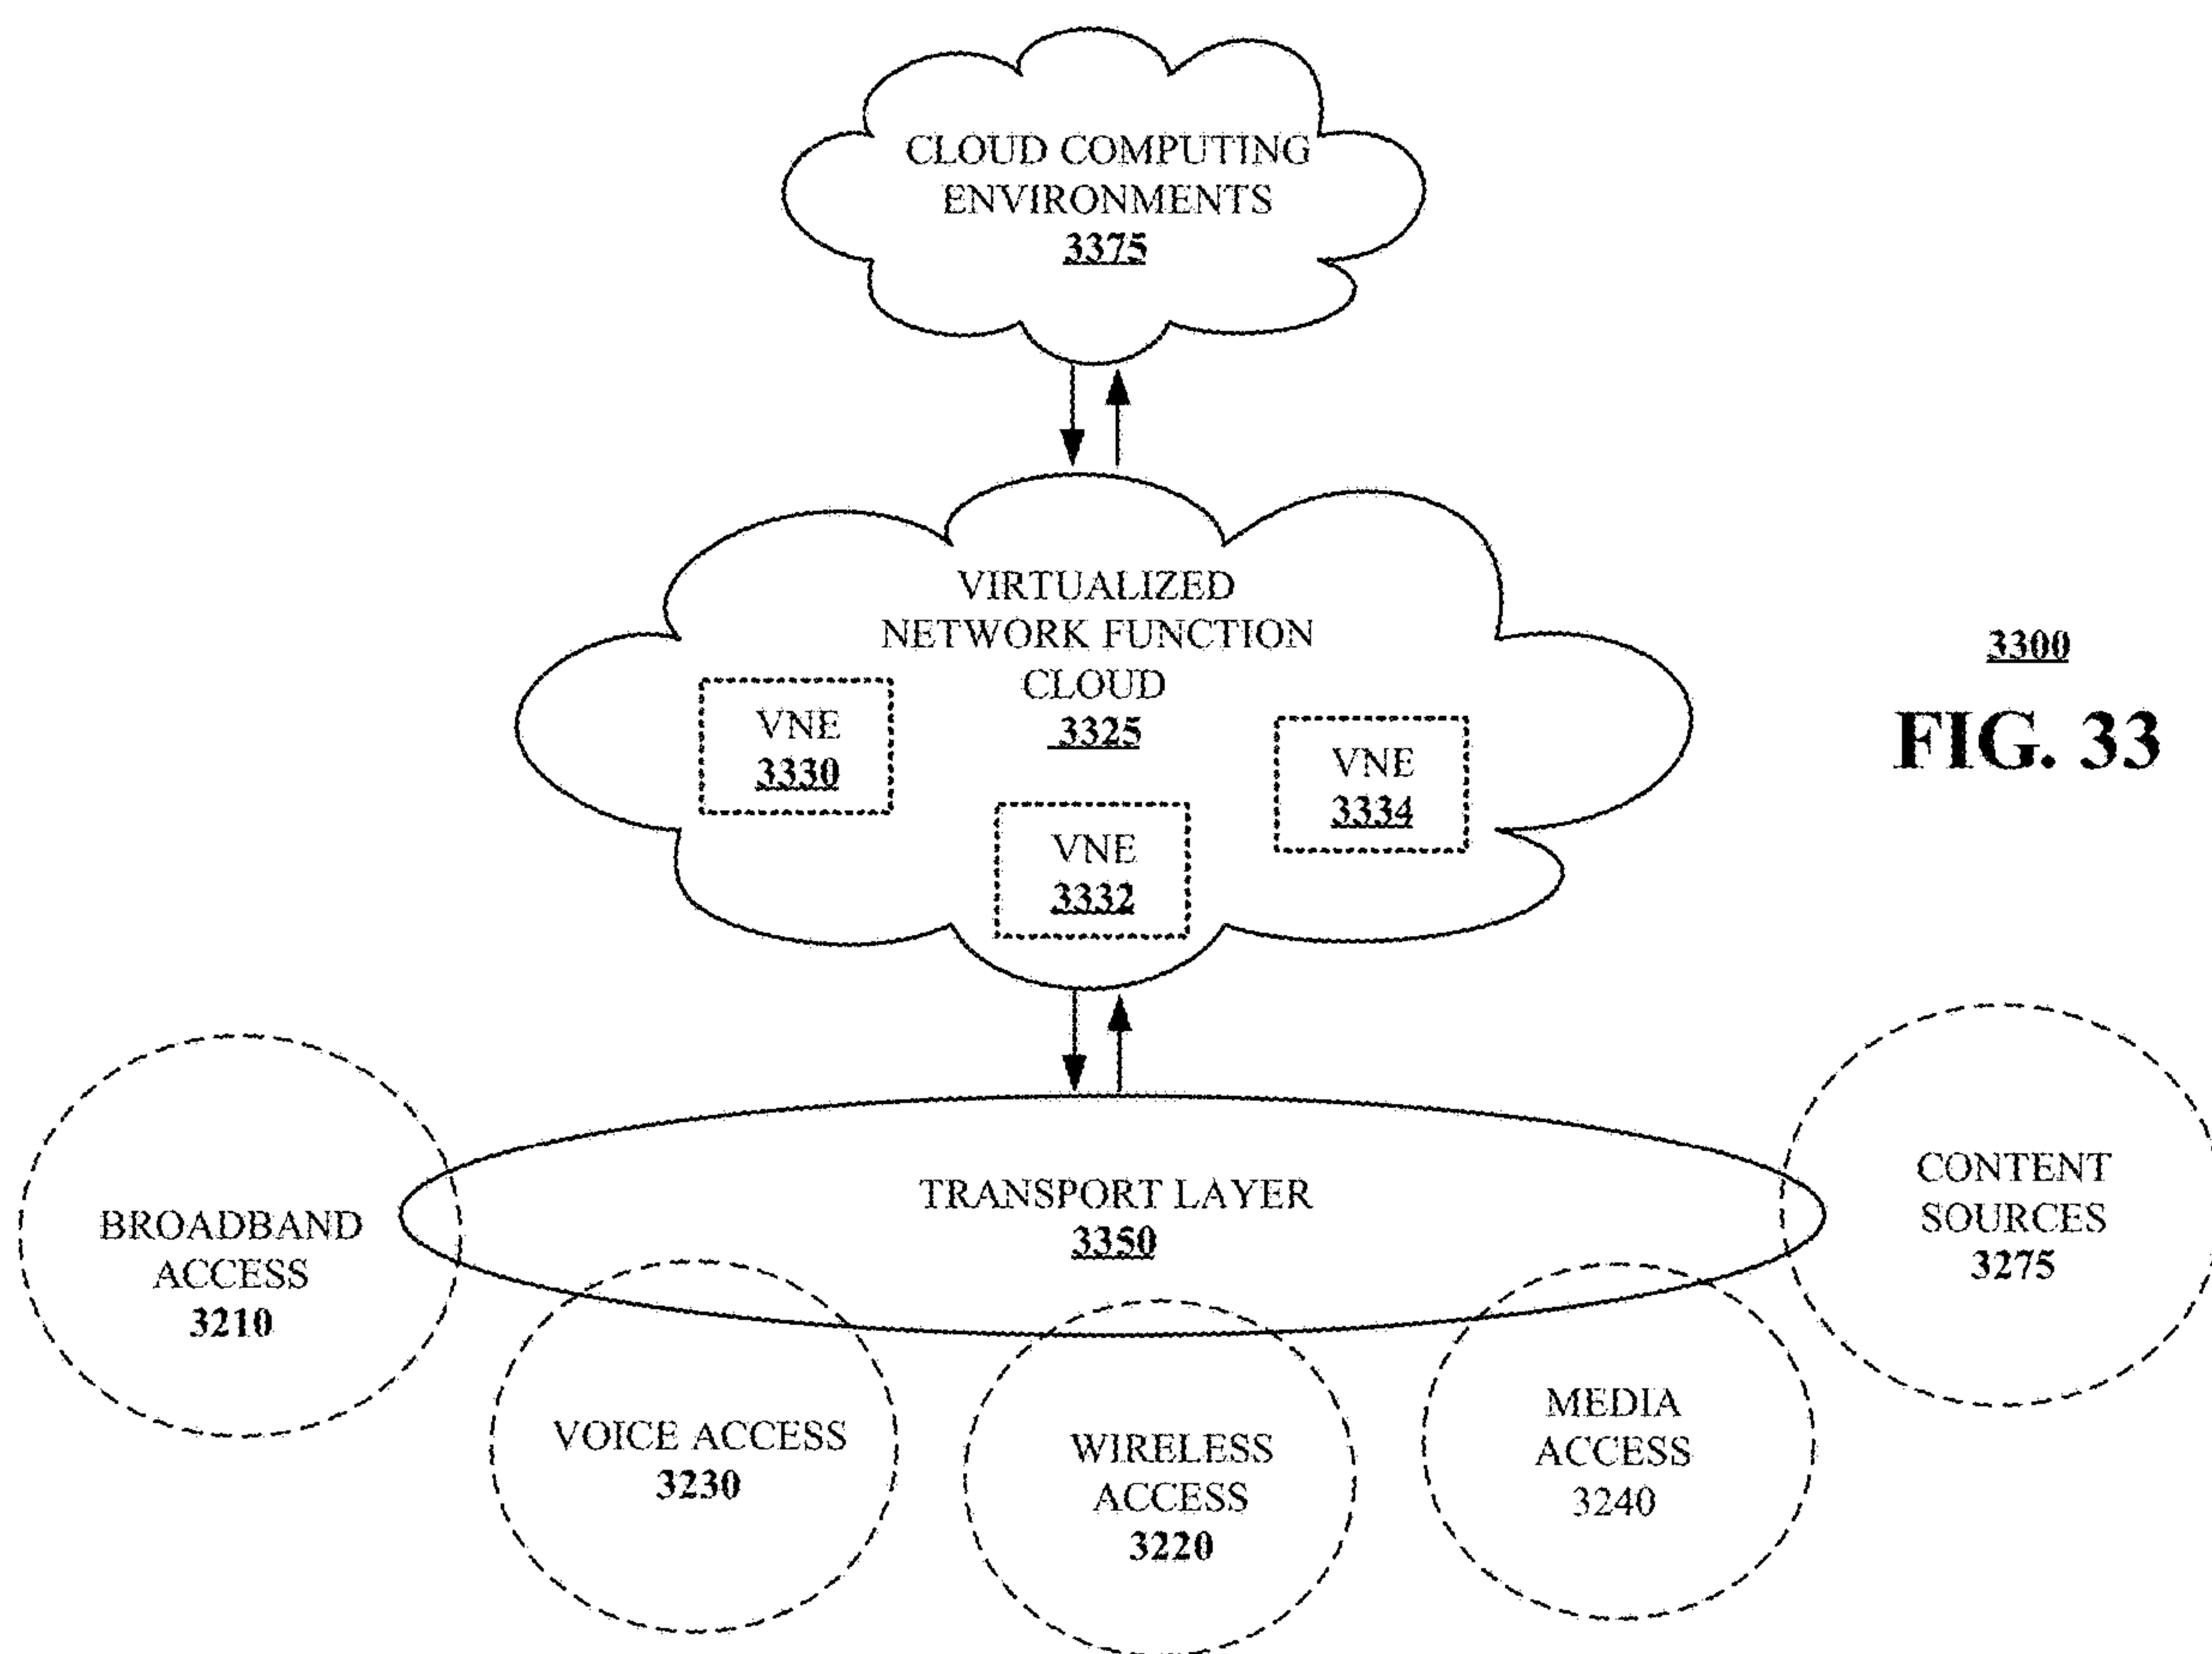 CLOUD COMPUTING
ENVIRONMENTS
3375
VIRTUALIZED
NETWORK FUNCTION
CLOUD
3325
VNE
3330
VNE
3332
VNE
3334
3300
FIG. 33
TRANSPORT LAYER
3350
BROADBAND
ACCESS
3210
VOICE ACCESS
3230
WIRELESS
ACCESS
3220
MEDIA
ACCESS
3240
CONTENT
SOURCES
3275